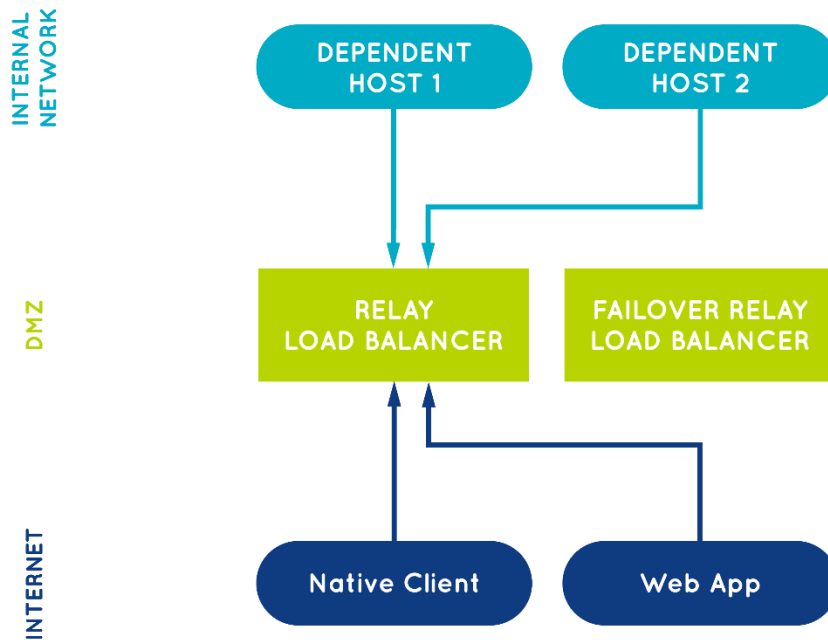 INTERNAL
NETWORK
DEPENDENT
HOST 1
DEPENDENT
HOST 2
DMZ
RELAY
LOAD BALANCER
FAILOVER RELAY
LOAD BALANCER
INTERNET
Native Client
Web App